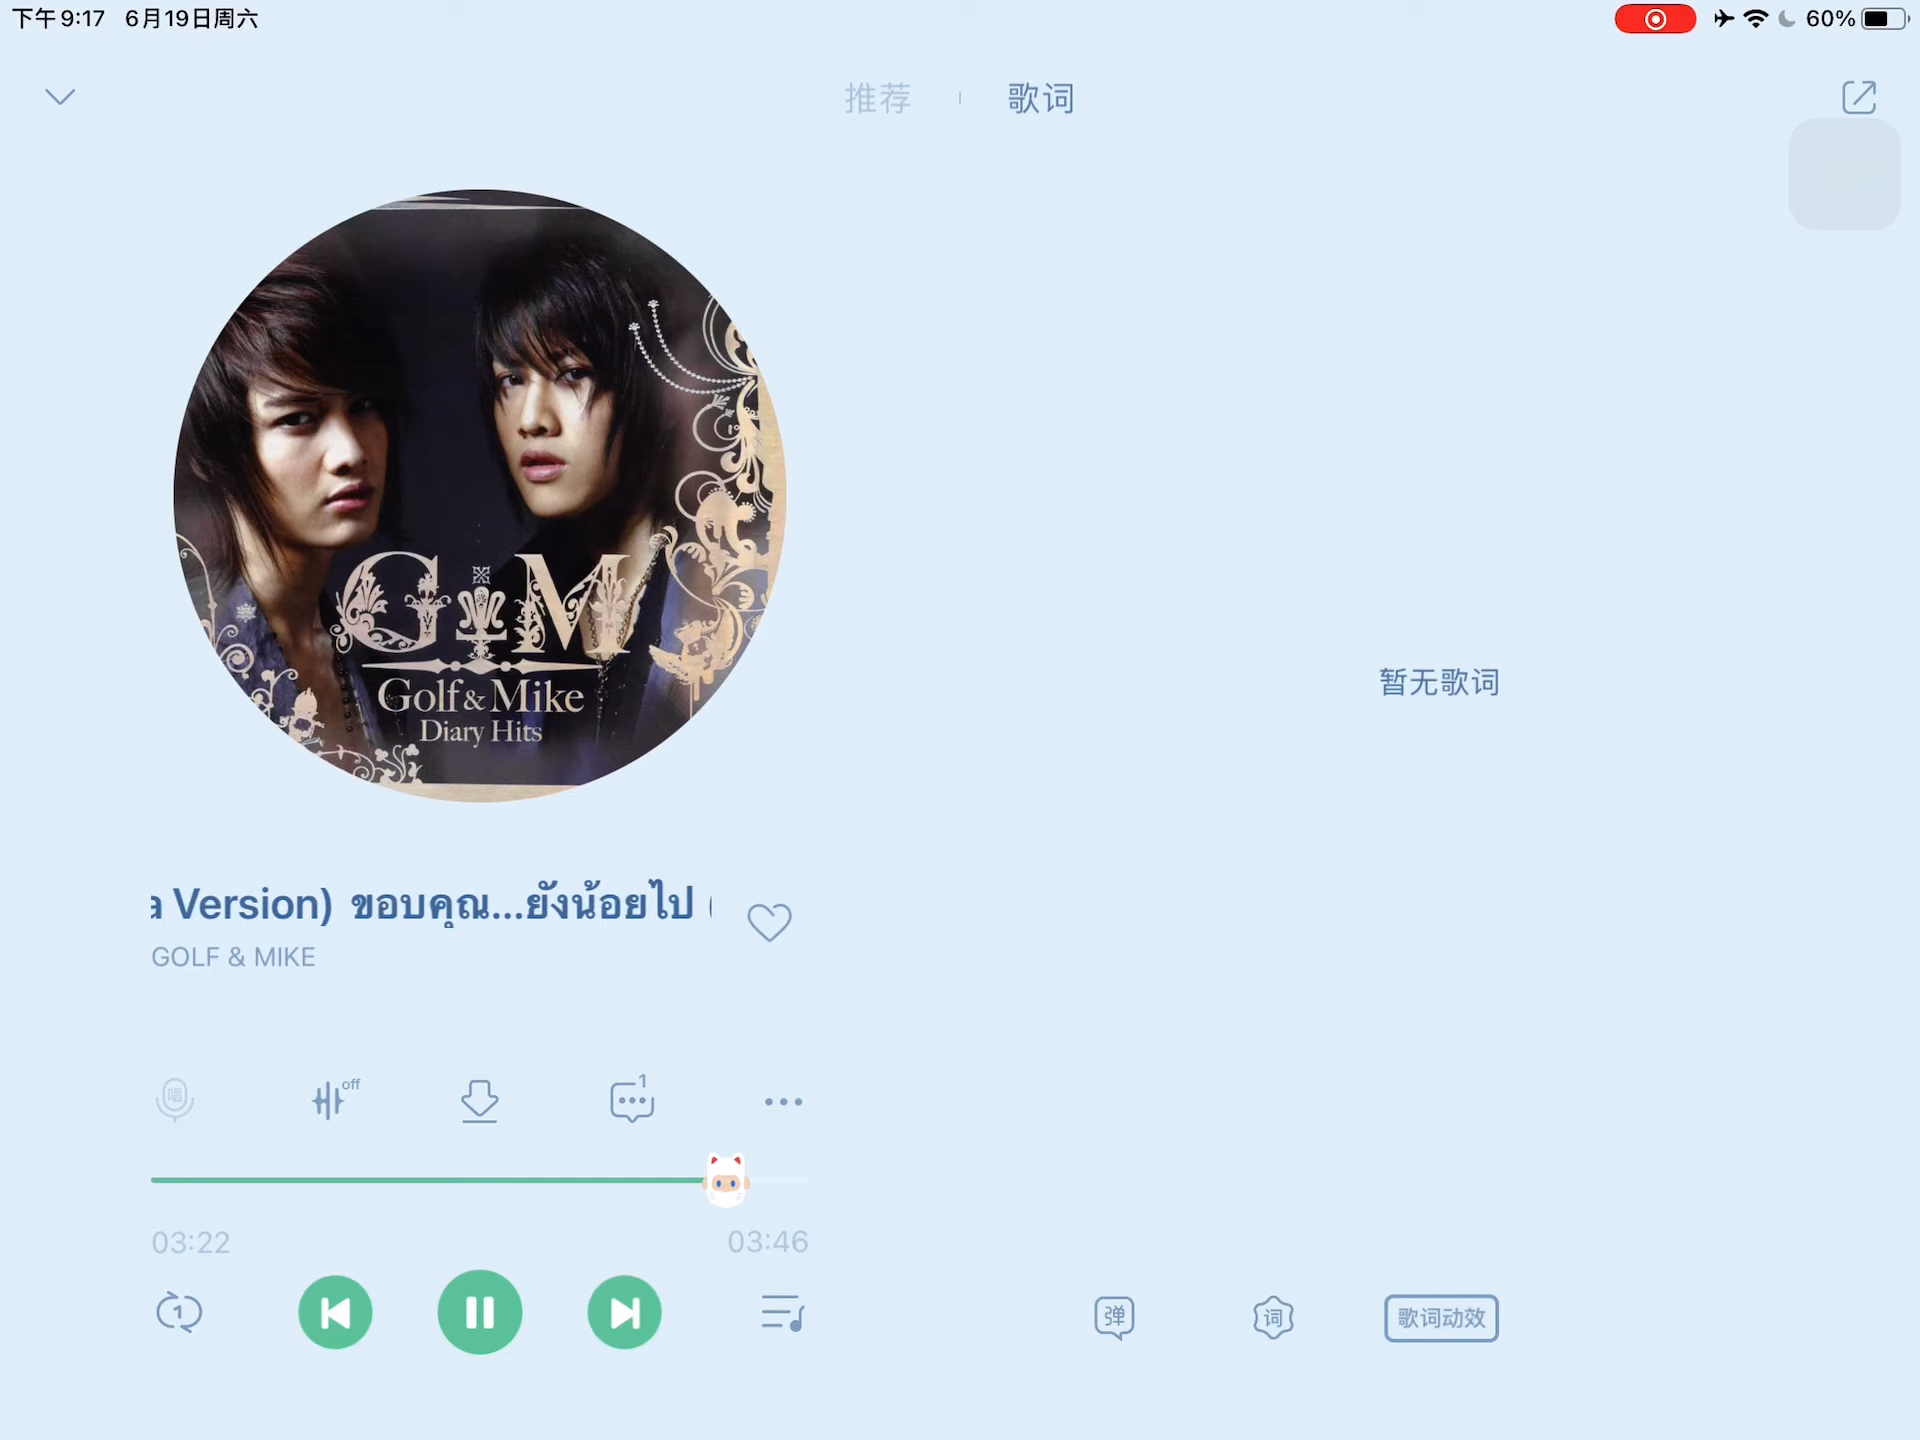 下午9:17 6月19日周六
60%
推荐
歌词
G M
Golf & Mike
Diary Hits
暂无歌词
a Version) ขอบคุณ...ยังน้อยไป (
GOLF & MIKE
唱
off
1
03:22
03:46
1
弹
词
歌词动效